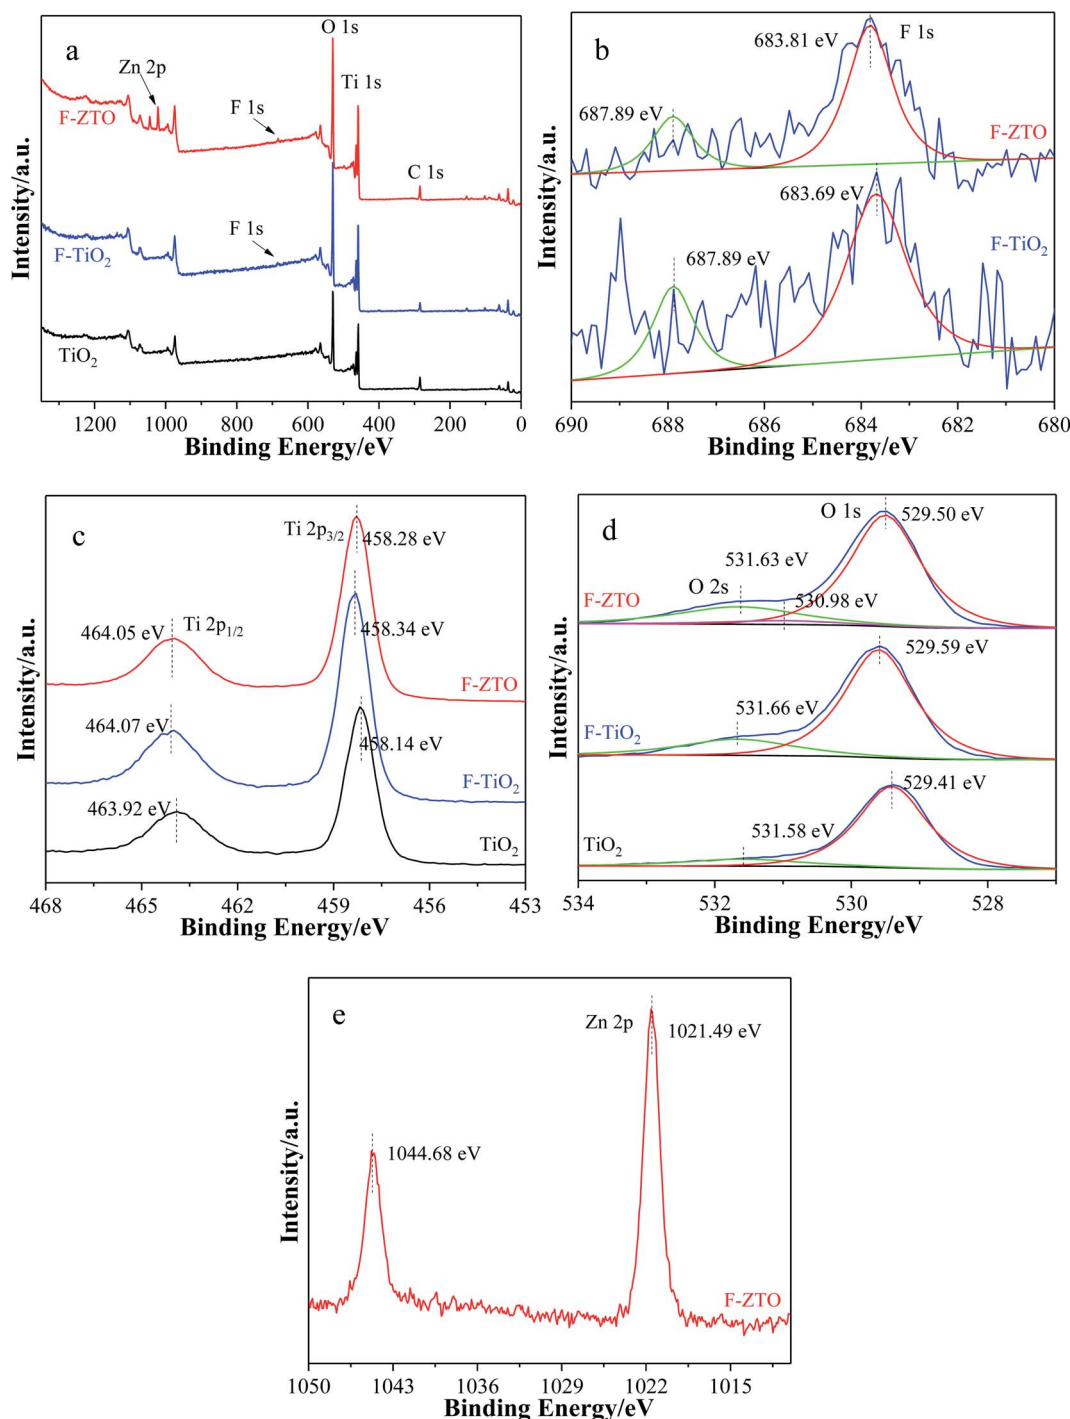 a
O 1s
Zn 2p
Ti 1s
F 1s
F-ZTO
C 1s
F 1s
F-TiO2
TiO2
Intensity/a.u.
1200 1000 800 600 400 200 0
Binding Energy/eV
b
683.81 eV
F 1s
687.89 eV
F-ZTO
683.69 eV
F-TiO2
687.89 eV
Intensity/a.u.
690 688 686 684 682 680
Binding Energy/eV
c
Ti 2p3/2
458.28 eV
464.05 eV
Ti 2p1/2
458.34 eV
F-ZTO
464.07 eV
458.14 eV
F-TiO2
463.92 eV
TiO2
Intensity/a.u.
468 465 462 459 456 453
Binding Energy/eV
d
O 1s
529.50 eV
531.63 eV
O 2s
F-ZTO
530.98 eV
529.59 eV
531.66 eV
F-TiO2
529.41 eV
531.58 eV
TiO2
Intensity/a.u.
534 532 530 528
Binding Energy/eV
e
Zn 2p
1021.49 eV
1044.68 eV
F-ZTO
Intensity/a.u.
1050 1043 1036 1029 1022 1015
Binding Energy/eV